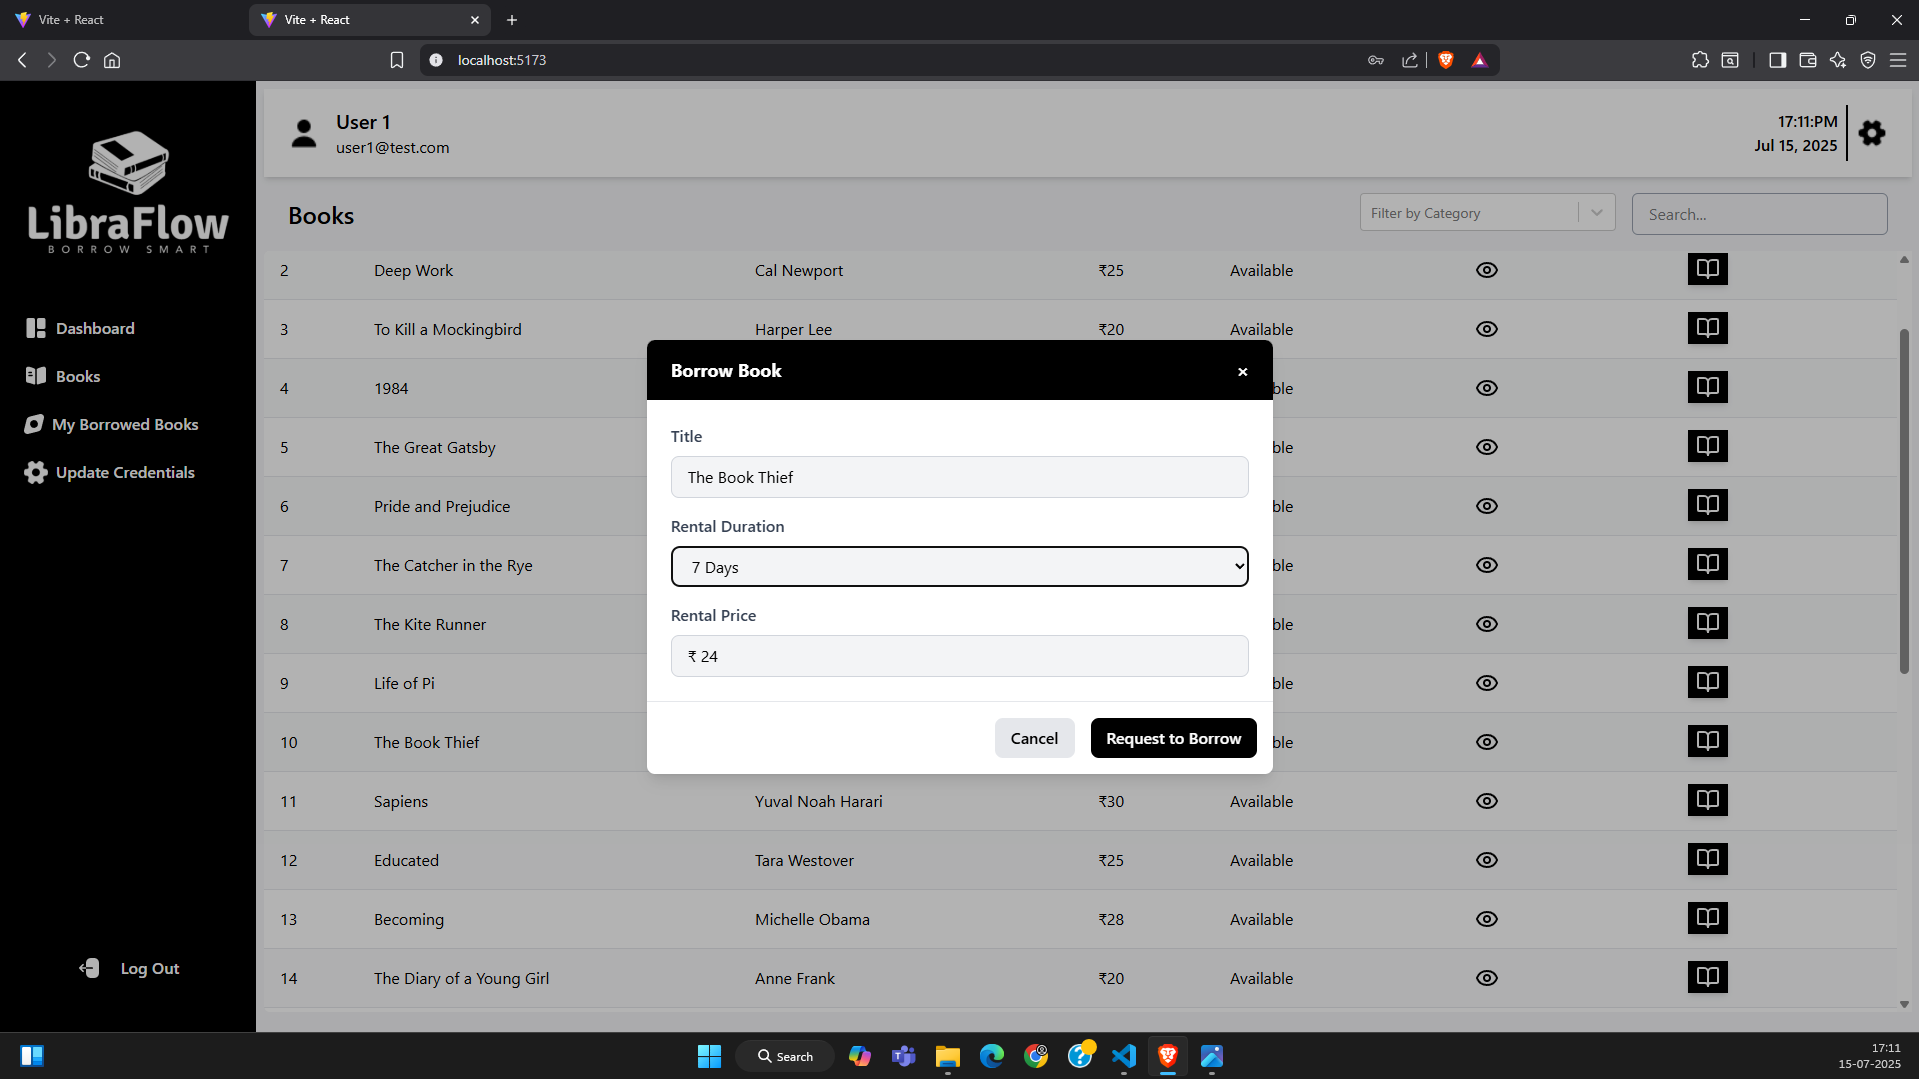 Vite + React
Vite + React
localhost:5173
LibraFlow
BORROW SMART
Dashboard
Books
My Borrowed Books
Update Credentials
Log Out
User 1
user1@test.com
17:11:PM
Jul 15, 2025
Books
Filter by Category
Search...
2 Deep Work Cal Newport ₹25 Available
3 To Kill a Mockingbird Harper Lee ₹20 Available
4 1984 ble
5 The Great Gatsby ble
6 Pride and Prejudice ble
7 The Catcher in the Rye ble
8 The Kite Runner ble
9 Life of Pi ble
10 The Book Thief ble
11 Sapiens Yuval Noah Harari ₹30 Available
12 Educated Tara Westover ₹25 Available
13 Becoming Michelle Obama ₹28 Available
14 The Diary of a Young Girl Anne Frank ₹20 Available
Borrow Book
Title
The Book Thief
Rental Duration
7 Days
Rental Price
₹ 24
Cancel
Request to Borrow
Search
17:11
15-07-2025